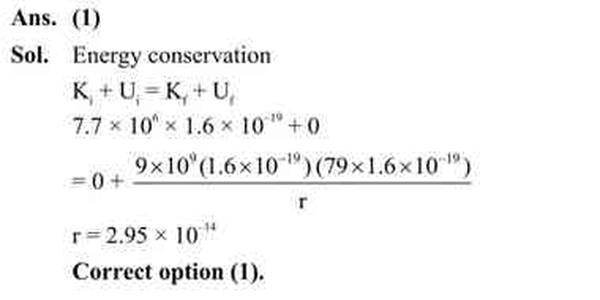 Ans. (1)
Sol. Energy conservation
Kᵢ + Uᵢ = K_f + U_f
7.7 × 10⁶ × 1.6 × 10⁻¹⁹ + 0
= 0 + 9×10⁹(1.6×10⁻¹⁹)(79×1.6×10⁻¹⁹) / r
r = 2.95 × 10⁻¹⁴
Correct option (1).